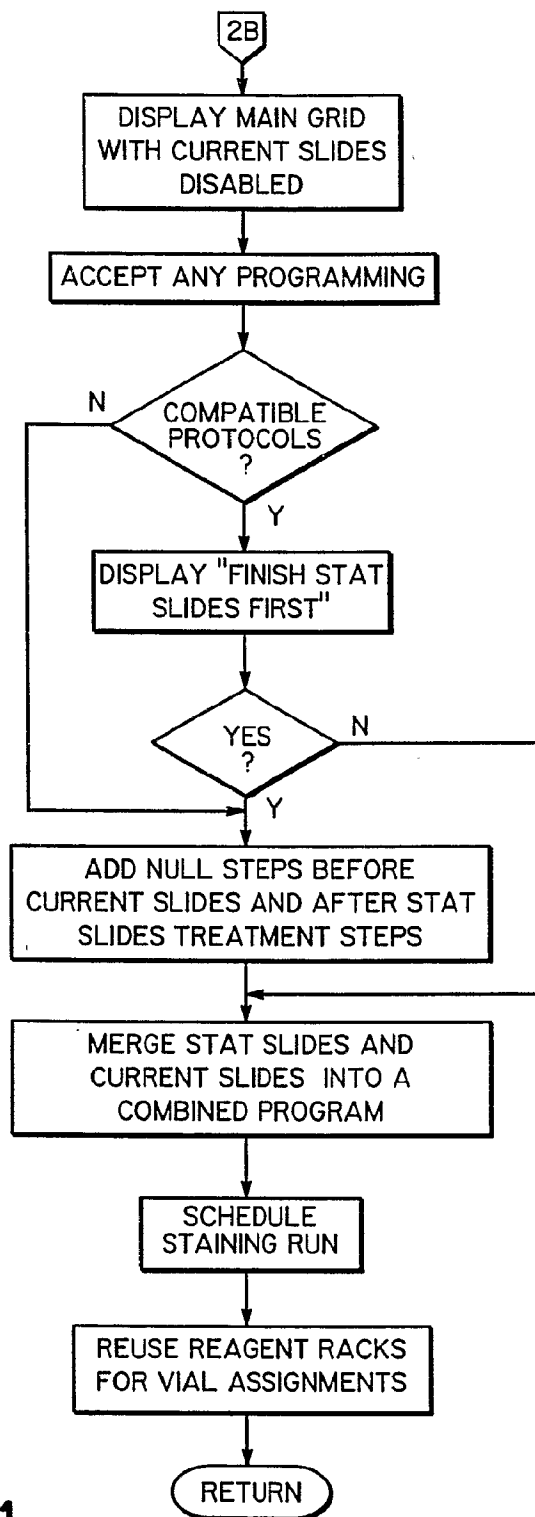 2B
DISPLAY MAIN GRID
WITH CURRENT SLIDES
DISABLED
ACCEPT ANY PROGRAMMING
N
COMPATIBLE
PROTOCOLS
?
Y
DISPLAY "FINISH STAT
SLIDES FIRST"
YES
?
N
Y
ADD NULL STEPS BEFORE
CURRENT SLIDES AND AFTER STAT
SLIDES TREATMENT STEPS
MERGE STAT SLIDES AND
CURRENT SLIDES INTO A
COMBINED PROGRAM
SCHEDULE
STAINING RUN
REUSE REAGENT RACKS
FOR VIAL ASSIGNMENTS
RETURN